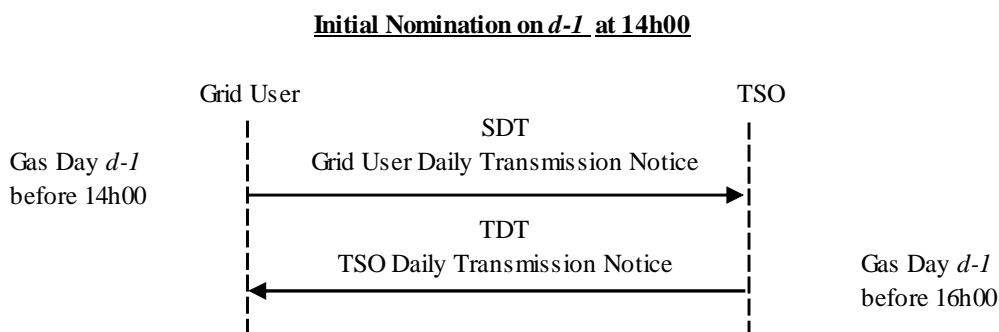 Initial Nomination on d-1 at 14h00
Grid User
TSO
SDT
Gas Day d-1
before 14h00
Grid User Daily Transmission Notice
TDT
TSO Daily Transmission Notice
Gas Day d-1
before 16h00